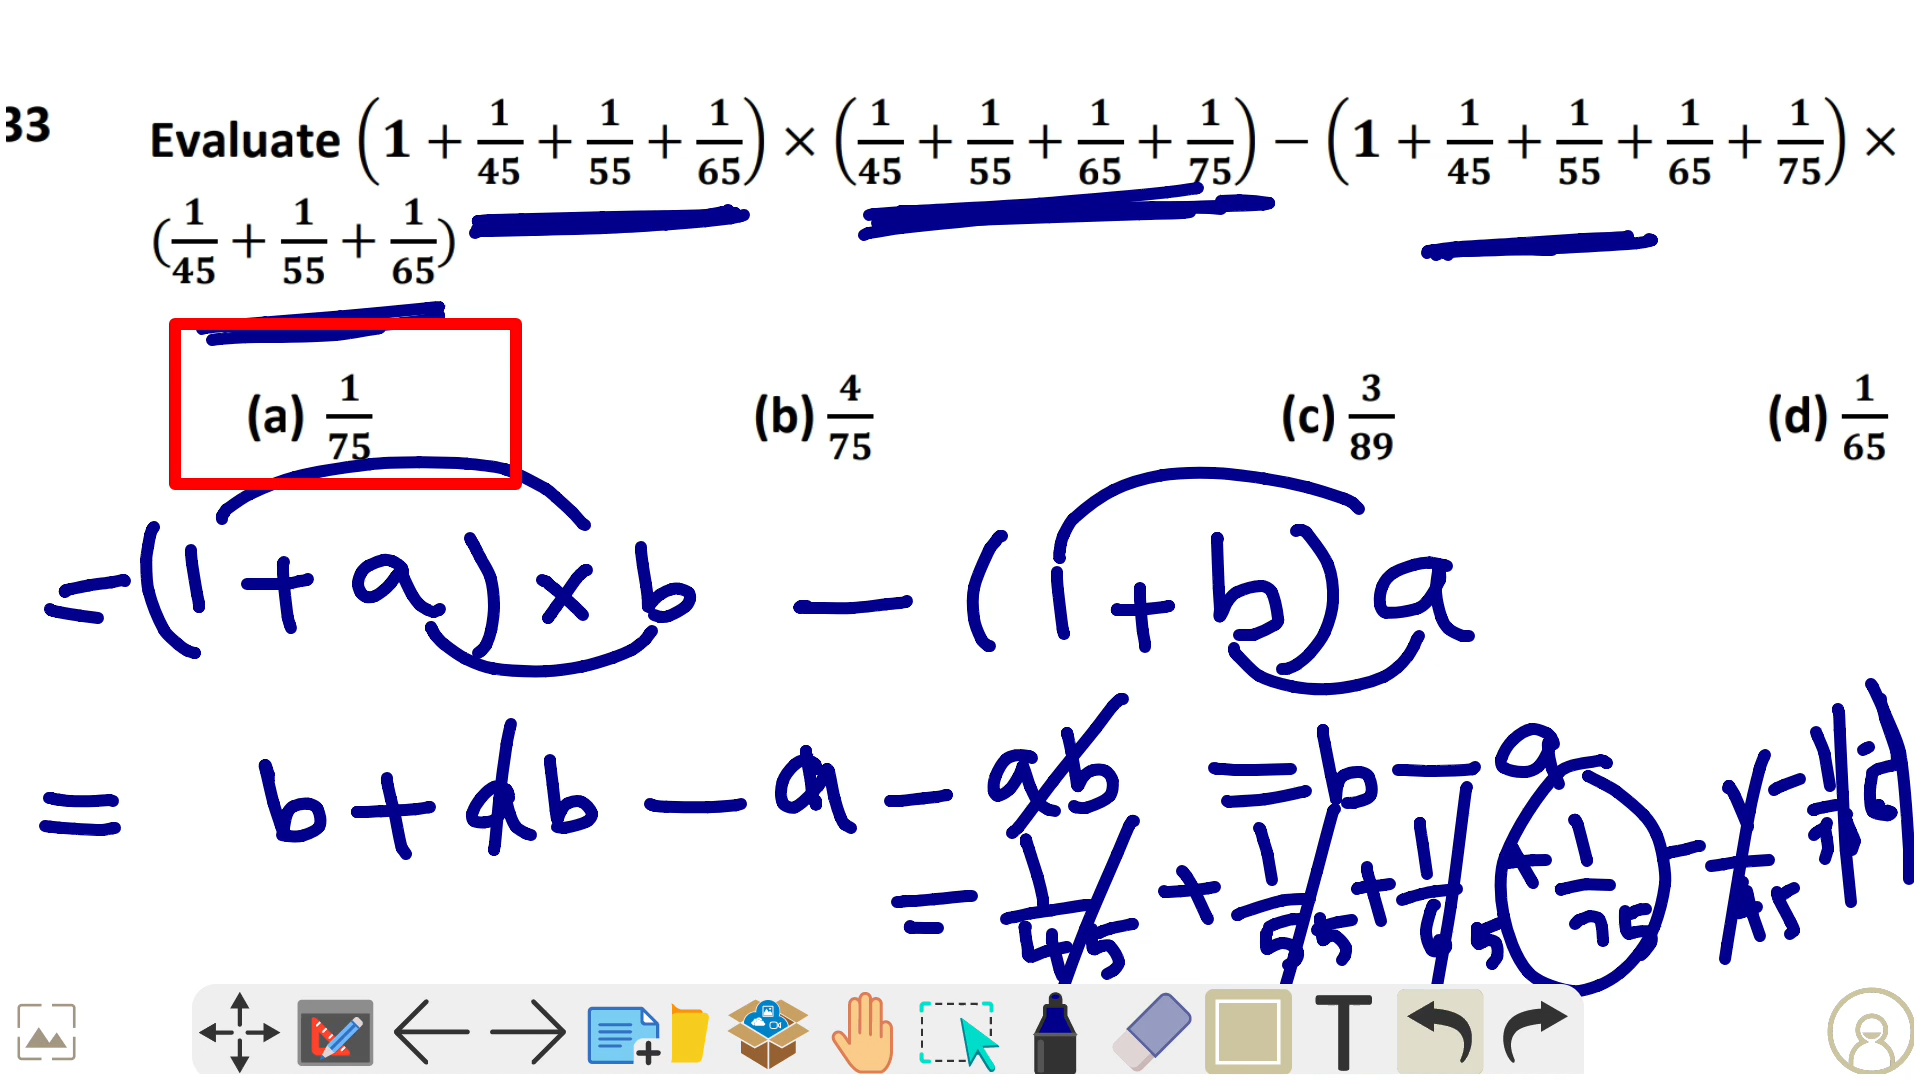 33 Evaluate (1 + 1/45 + 1/55 + 1/65) × (1/45 + 1/55 + 1/65 + 1/75) − (1 + 1/45 + 1/55 + 1/65 + 1/75) ×
(1/45 + 1/55 + 1/65)
(a) 1/75 (b) 4/75 (c) 3/89 (d) 1/65
= (1 + a) × b − (1 + b) a
= b + ab − a − ab = b − a
= 1/45 + 1/55 + 1/65 + 1/75 −
T